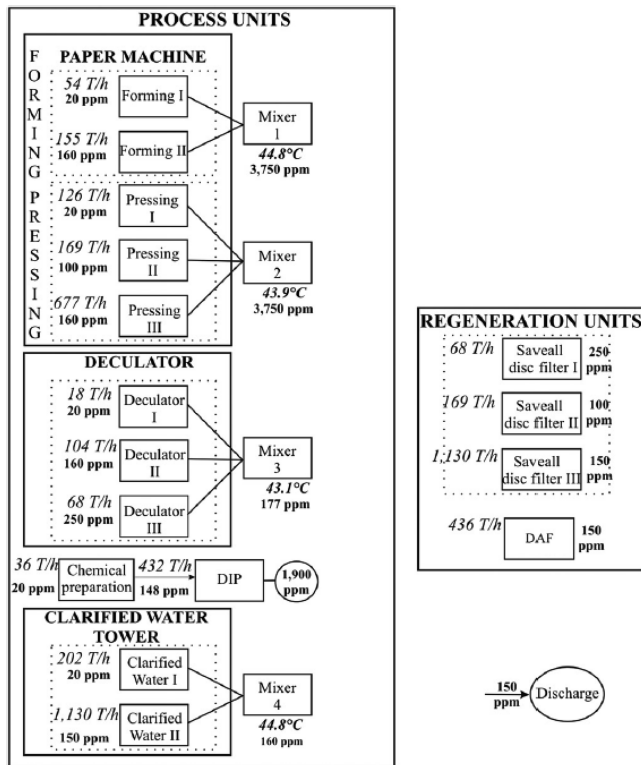 PROCESS UNITS
FORMING
PRESSING
PAPER MACHINE
54 T/h
20 ppm
Forming I
155 T/h
160 ppm
Forming II
Mixer
1
44.8°C
3,750 ppm
126 T/h
20 ppm
Pressing
I
169 T/h
100 ppm
Pressing
II
677 T/h
160 ppm
Pressing
III
Mixer
2
43.9°C
3,750 ppm
DECULATOR
18 T/h
20 ppm
Deculator
I
104 T/h
160 ppm
Deculator
II
68 T/h
250 ppm
Deculator
III
Mixer
3
43.1°C
177 ppm
36 T/h
20 ppm
Chemical
preparation
432 T/h
148 ppm
DIP
1,900
ppm
CLARIFIED WATER
TOWER
202 T/h
20 ppm
Clarified
Water I
1,130 T/h
150 ppm
Clarified
Water II
Mixer
4
44.8°C
160 ppm
REGENERATION UNITS
68 T/h
Saveall
disc filter I
250
ppm
169 T/h
Saveall
disc filter II
100
ppm
1,130 T/h
Saveall
disc filter III
150
ppm
436 T/h
DAF
150
ppm
150
ppm
Discharge